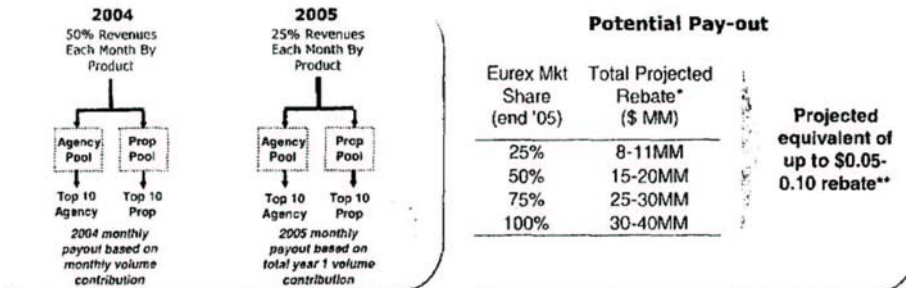 2004
50% Revenues
Each Month By
Product
Agency
Pool
Prop
Pool
Top 10
Agency
Top 10
Prop
2004 monthly
payout based on
monthly volume
contribution
2005
25% Revenues
Each Month By
Product
Agency
Pool
Prop
Pool
Top 10
Agency
Top 10
Prop
2005 monthly
payout based on
total year 1 volume
contribution
Potential Pay-out
Eurex Mkt Total Projected
Share Rebate*
(end '05) ($ MM)
25% 8-11MM
50% 15-20MM
75% 25-30MM
100% 30-40MM
Projected
equivalent of
up to $0.05-
0.10 rebate**